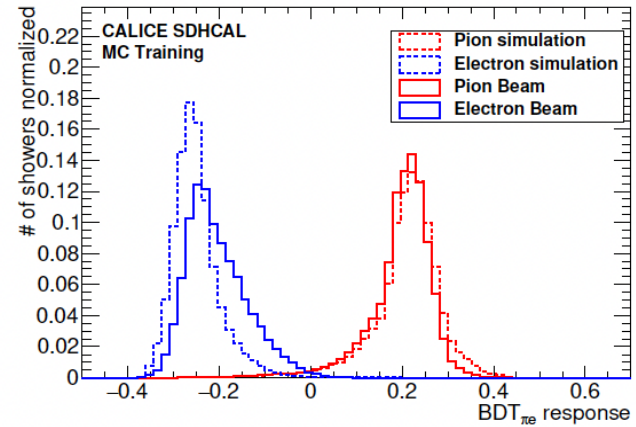 CALICE SDHCAL
MC Training
Pion simulation
Electron simulation
Pion Beam
Electron Beam
# of showers normalized
0.22
0.2
0.18
0.16
0.14
0.12
0.1
0.08
0.06
0.04
0.02
0
−0.4 −0.2 0 0.2 0.4 0.6
BDTπe response